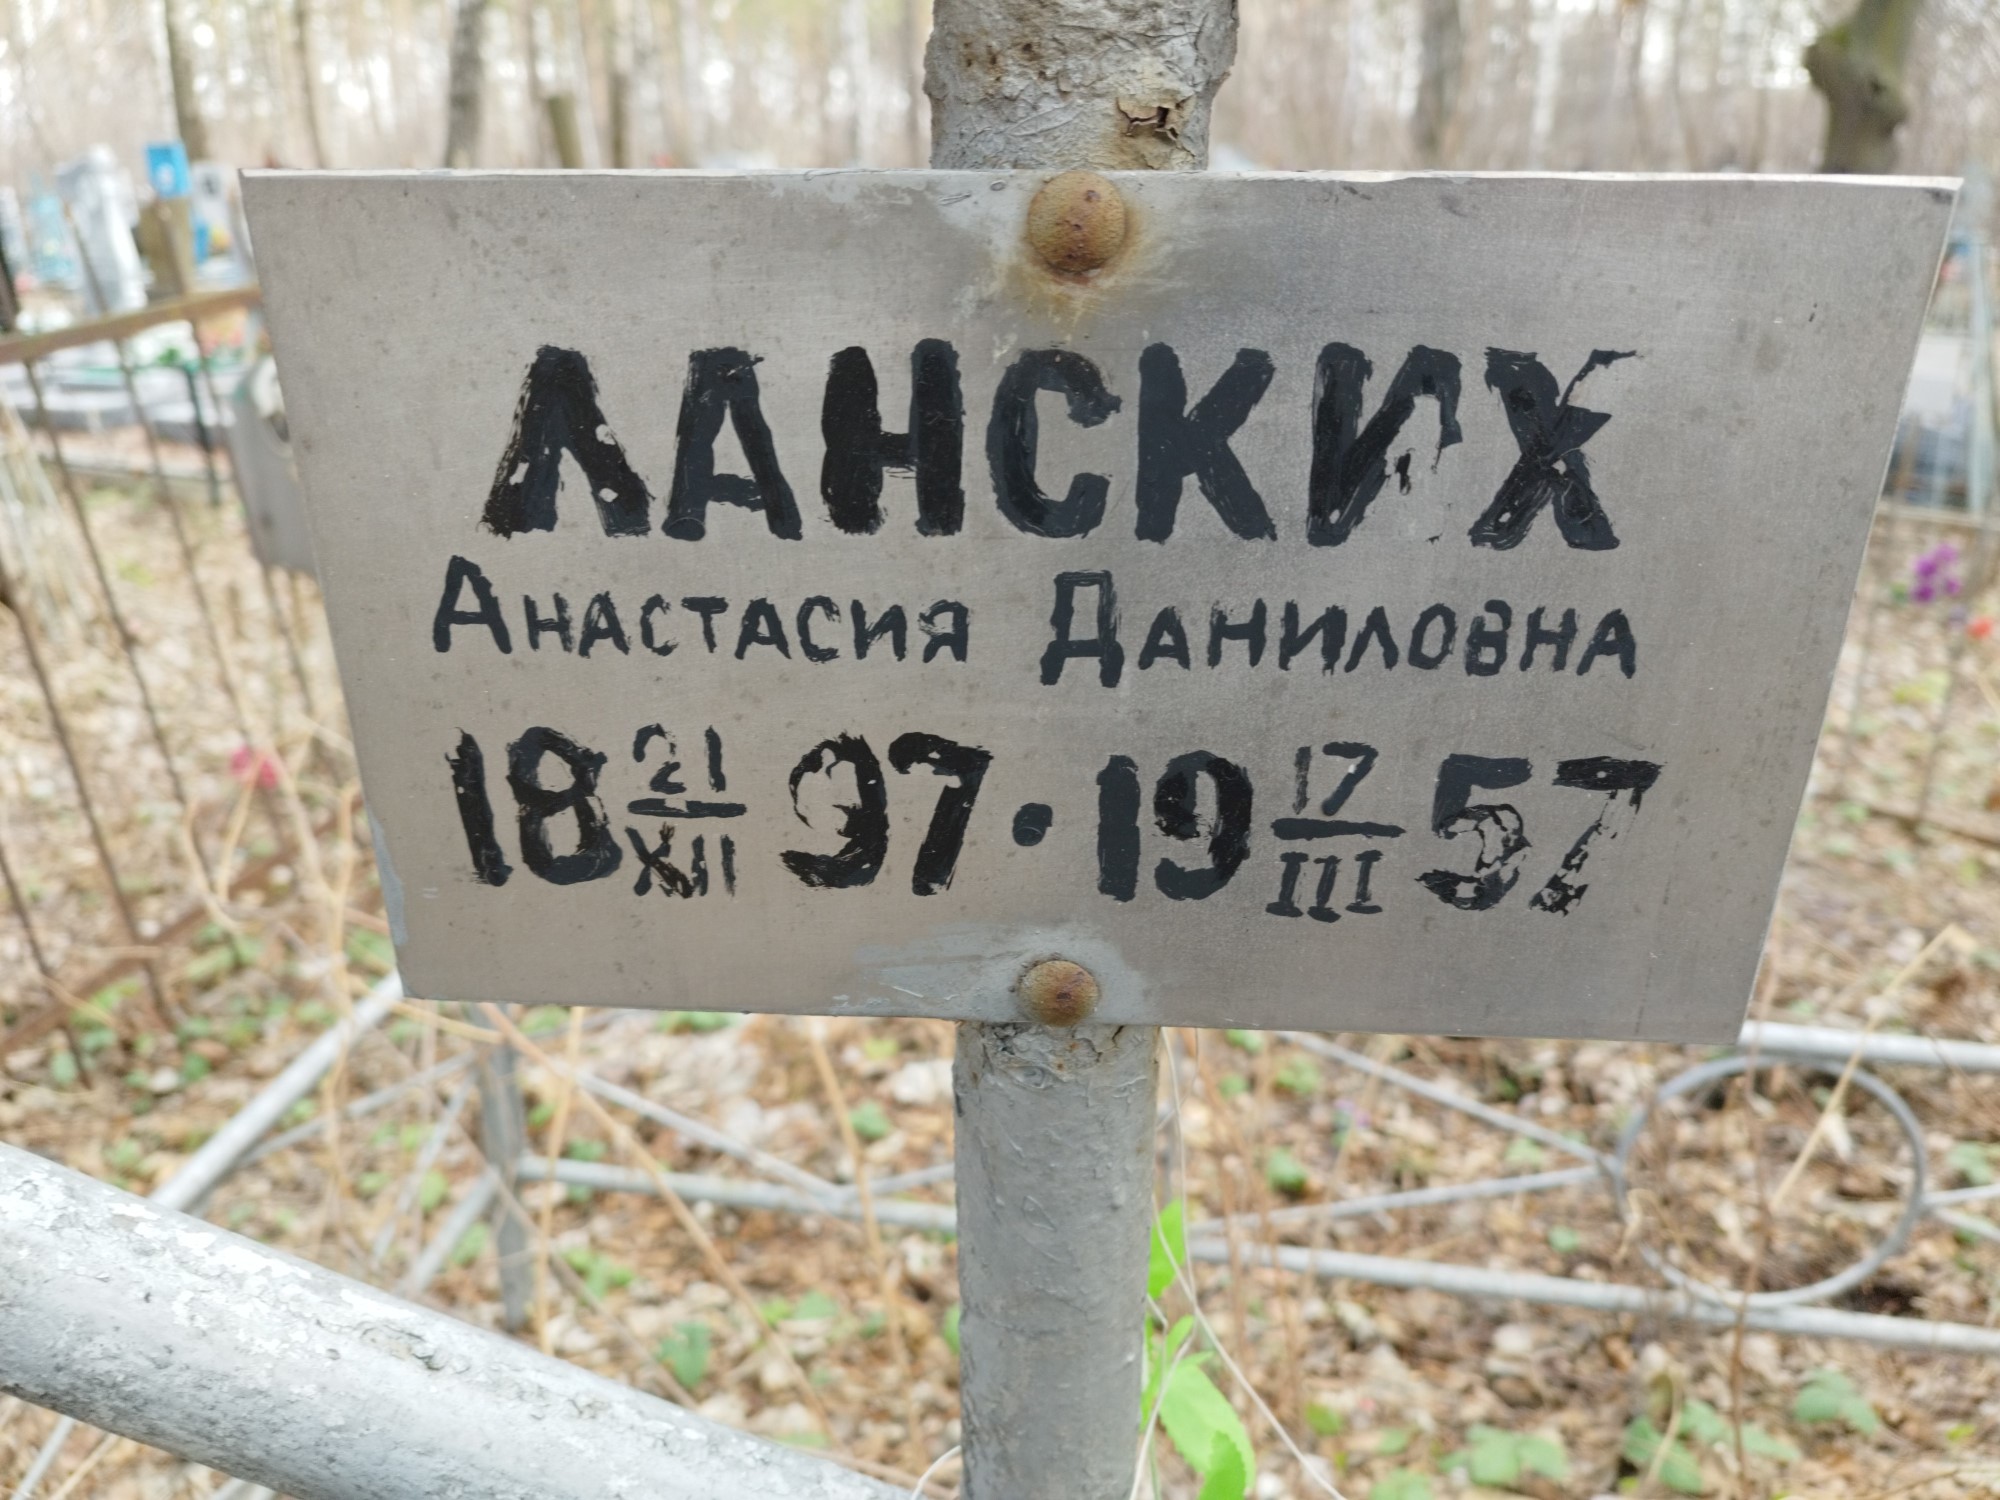 ЛАНСКИХ
Анастасия Даниловна
18 21/XII 97 · 19 17/III 57